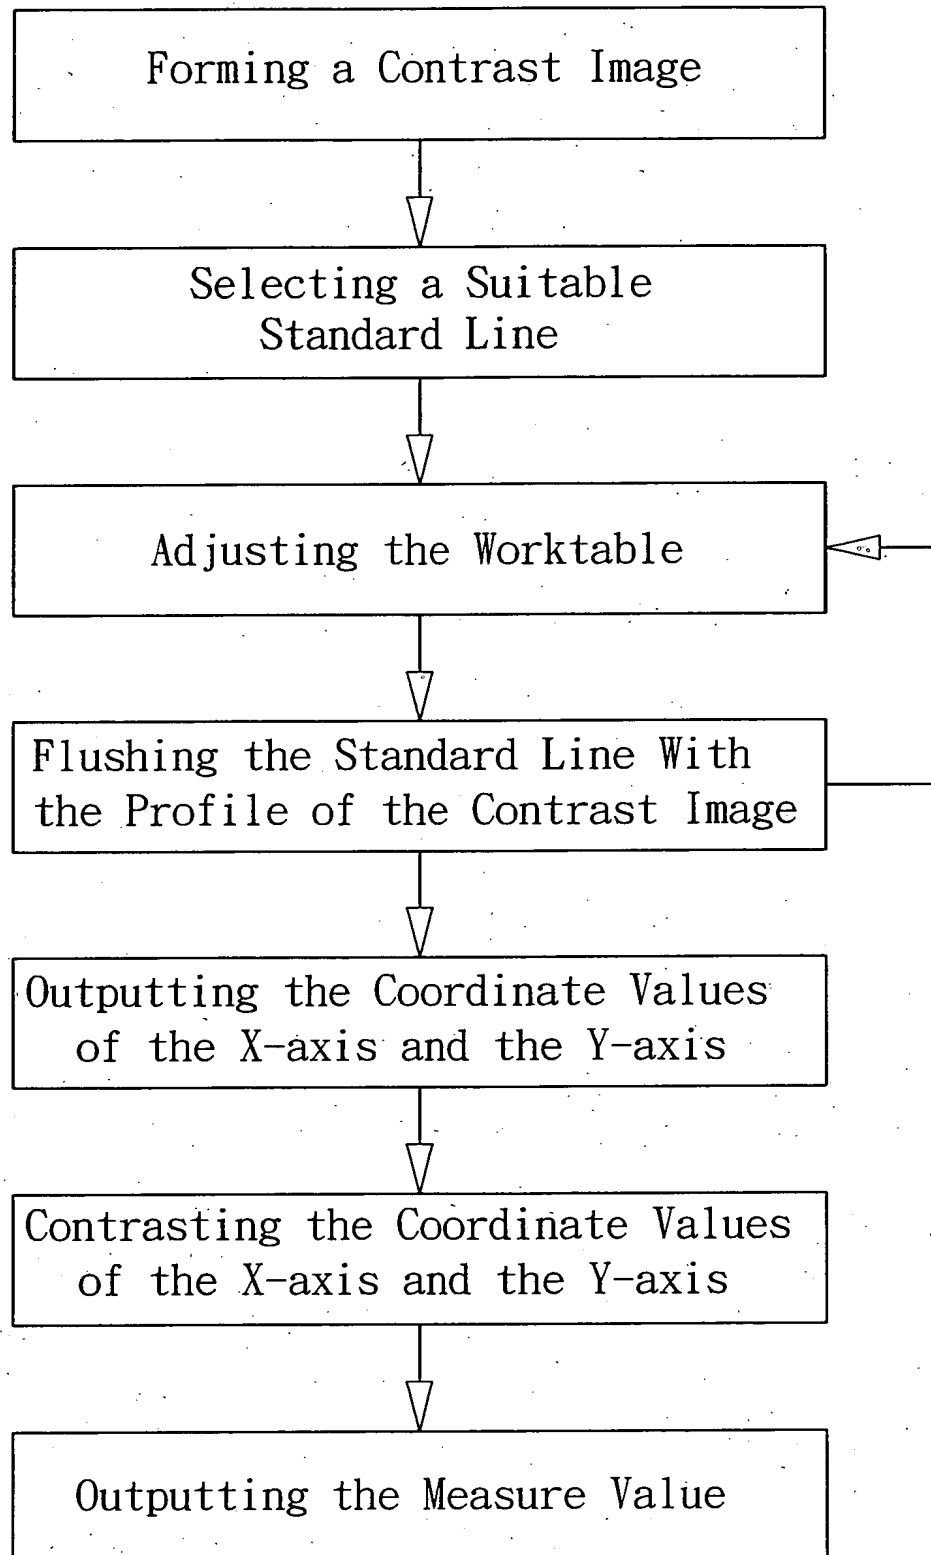 Forming a Contrast Image
Selecting a Suitable
Standard Line
Adjusting the Worktable
Flushing the Standard Line With
the Profile of the Contrast Image
Outputting the Coordinate Values
of the X-axis and the Y-axis
Contrasting the Coordinate Values
of the X-axis and the Y-axis
Outputting the Measure Value